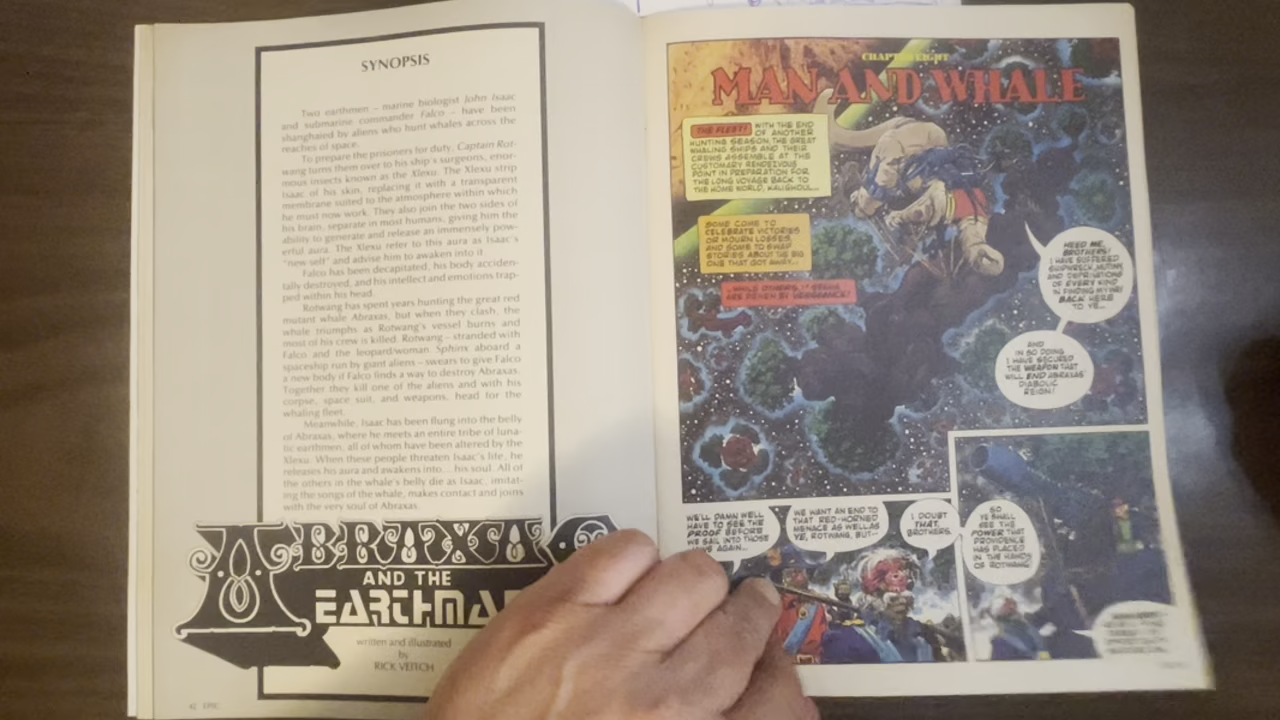 SYNOPSIS
Two earthmen – marine biologist John Isaac
and submarine commander Falco – have been
shanghaied by aliens who hunt whales across the
reaches of space.
To prepare the prisoners for duty, Captain Rot-
wang turns them over to his ship's surgeons, enor-
mous insects known as the Xlexu. The Xlexu strip
Isaac of his skin, replacing it with a transparent
membrane suited to the atmosphere within which
he must now work. They also join the two sides of
his brain, separate in most humans, giving him the
ability to generate and release an immensely pow-
erful aura. The Xlexu refer to this aura as Isaac's
"new self" and advise him to awaken into it.
Falco has been decapitated, his body acciden-
tally destroyed, and his intellect and emotions trap-
ped within his head.
Rotwang has spent years hunting the great red
mutant whale Abraxas, but when they clash, the
whale triumphs as Rotwang's vessel burns and
most of his crew is killed. Rotwang – stranded with
Falco and the leopard/woman Sphinx aboard a
spaceship run by giant aliens – swears to give Falco
a new body if Falco finds a way to destroy Abraxas.
Together they kill one of the aliens and with his
corpse, space suit, and weapons, head for the
whaling fleet.
Meanwhile, Isaac has been flung into the belly
of Abraxas, where he meets an entire tribe of luna-
tic earthmen, all of whom have been altered by the
Xlexu. When these people threaten Isaac's life, he
releases his aura and awakens into... his soul. All of
the others in the whale's belly die as Isaac, imitat-
ing the songs of the whale, makes contact and joins
with the very soul of Abraxas.
ABRAXAS
AND THE
EARTHMA
written and illustrated
by
RICK VEITCH
42 EPIC
CHAPTER EIGHT
MAN AND WHALE
THE FLEET! WITH THE END
OF ANOTHER
HUNTING SEASON, THE GREAT
WHALING SHIPS AND THEIR
CREWS ASSEMBLE AT THE
CUSTOMARY RENDEZVOUS
POINT IN PREPARATION FOR
THE LONG VOYAGE BACK TO
THE HOME WORLD, KALIGHOUL...
SOME COME TO
CELEBRATE VICTORIES
OR MOURN LOSSES,
AND SOME TO SWAP
STORIES ABOUT THE BIG
ONE THAT GOT AWAY...
...WHILE OTHERS, IT SEEMS,
ARE DRIVEN BY VENGEANCE!
HEED ME,
BROTHERS!
I HAVE SUFFERED
SHIPWRECK, MUTINY,
AND DEPRIVATIONS
OF EVERY KIND
IN FINDING MY WAY
BACK HERE
TO YE...
AND
IN SO DOING
I HAVE SECURED
THE WEAPON THAT
WILL END ABRAXAS'
DIABOLIC
REIGN!
WE'LL DAMN WELL
HAVE TO SEE THE
PROOF BEFORE
WE SAIL INTO THOSE
JAWS AGAIN...
WE WANT AN END TO
THAT RED-HORNED
MENACE AS WELL AS
YE, ROTWANG, BUT--
I DOUBT
THAT,
BROTHERS.
SO
YE SHALL
SEE THE
POWER THAT
PROVIDENCE
HAS PLACED
IN THE HANDS
OF ROTWANG!